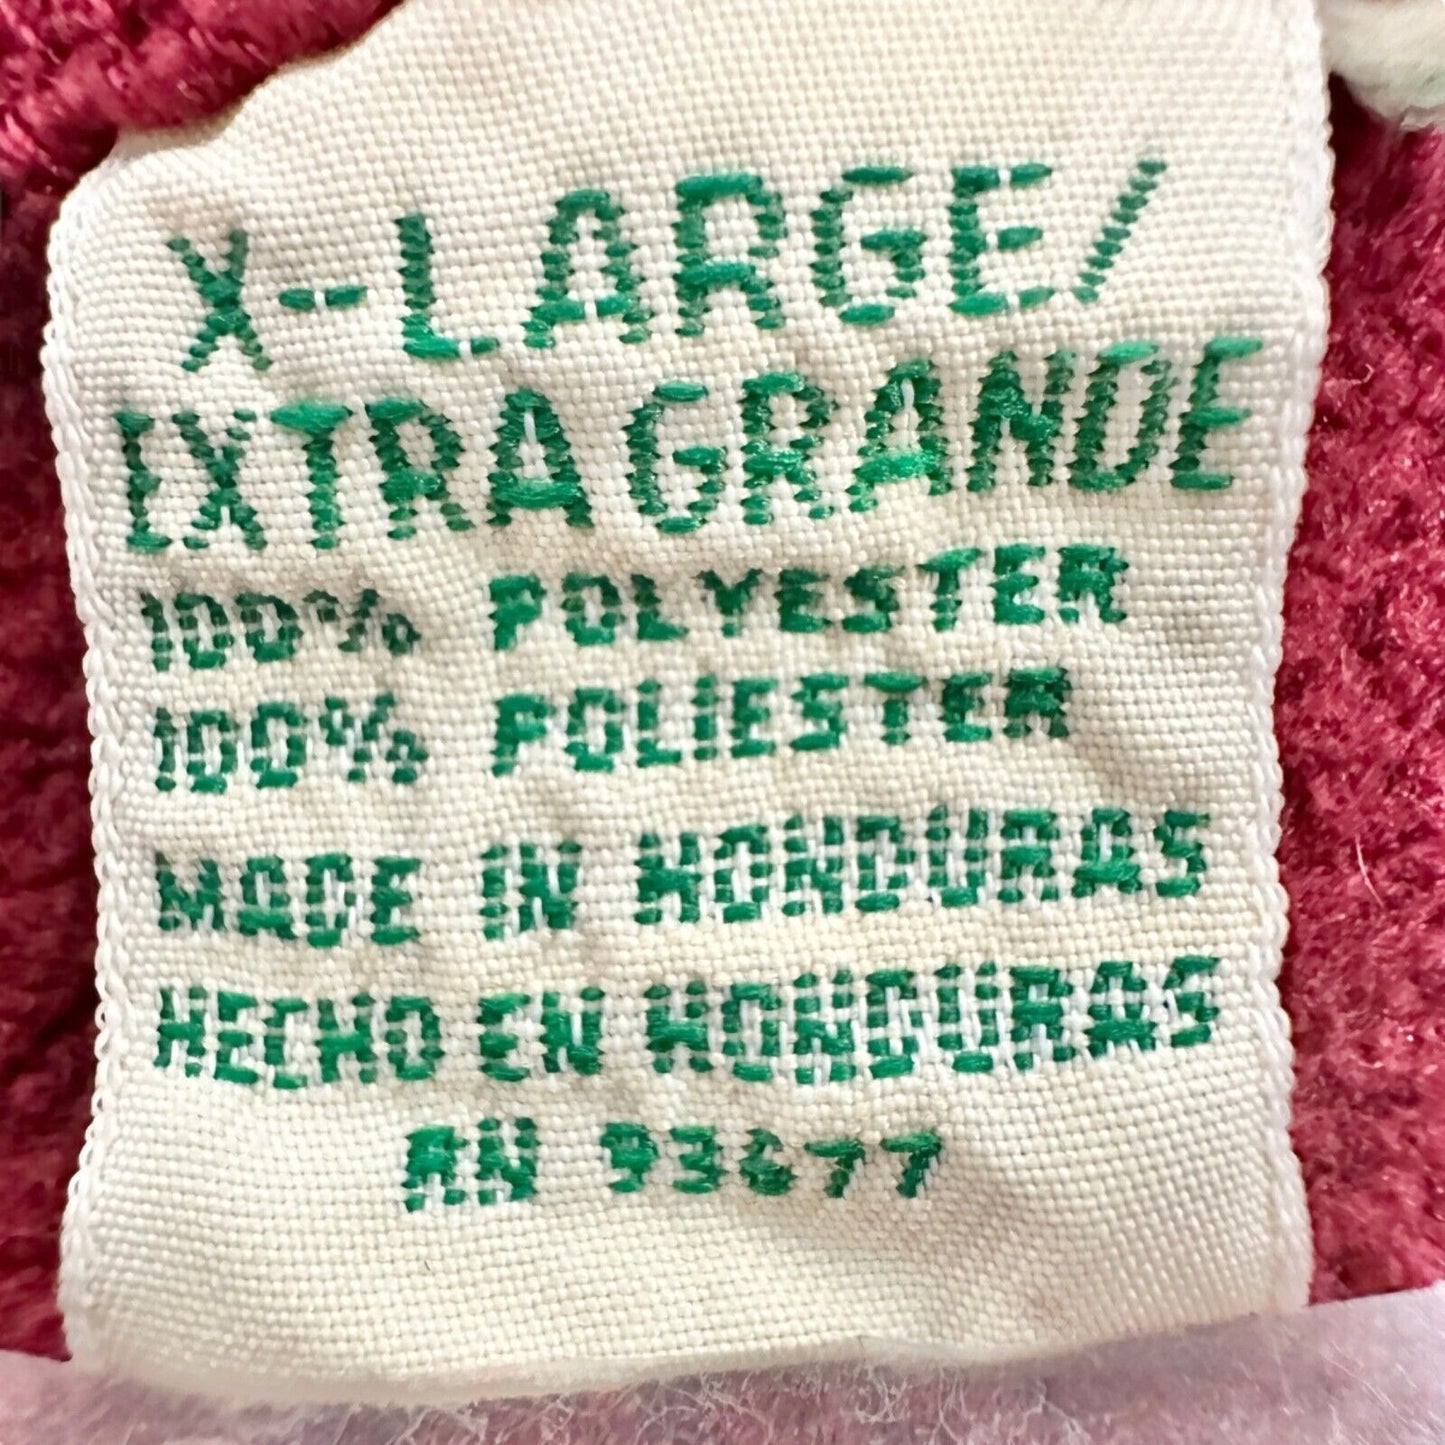 X-LARGE/
EXTRA GRANDE
100% POLYESTER
100% POLIESTER
MADE IN HONDURAS
HECHO EN HONDURAS
RN 93677